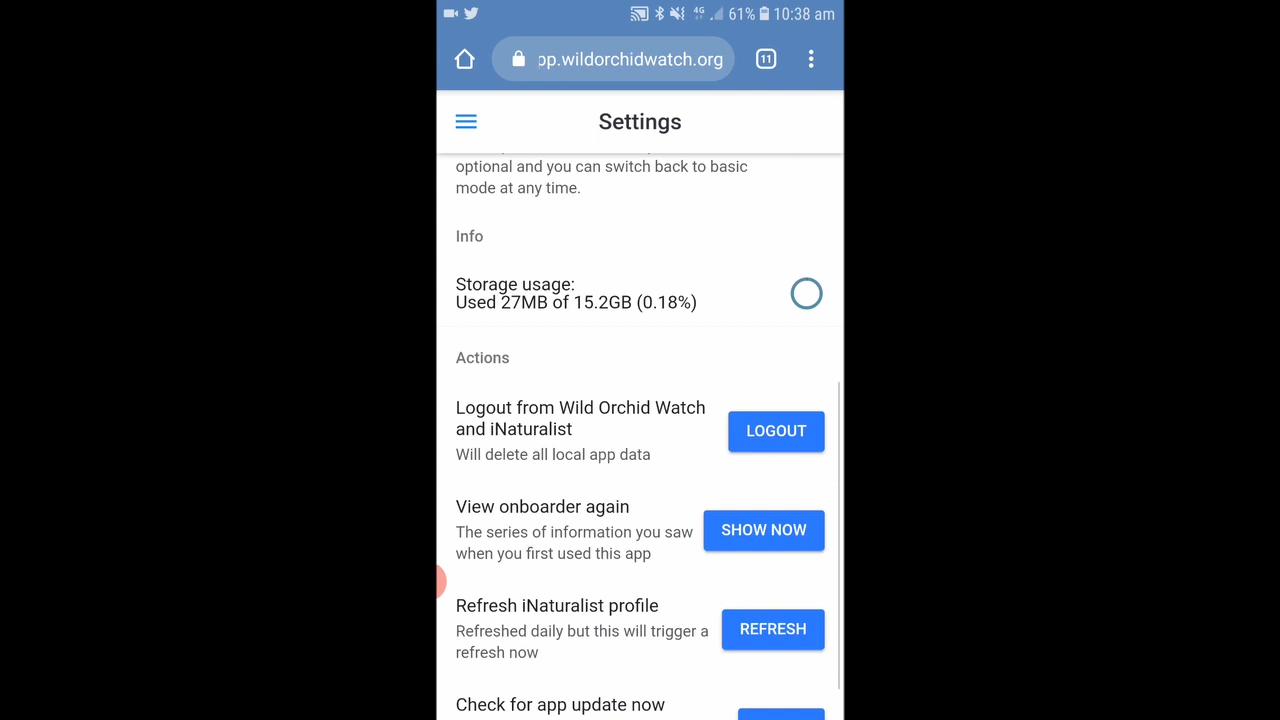 4G 61% 10:38 am
pp.wildorchidwatch.org 11
Settings
optional and you can switch back to basic
mode at any time.
Info
Storage usage:
Used 27MB of 15.2GB (0.18%)
Actions
Logout from Wild Orchid Watch
and iNaturalist
LOGOUT
Will delete all local app data
View onboarder again
The series of information you saw
when you first used this app
SHOW NOW
Refresh iNaturalist profile
Refreshed daily but this will trigger a
refresh now
REFRESH
Check for app update now